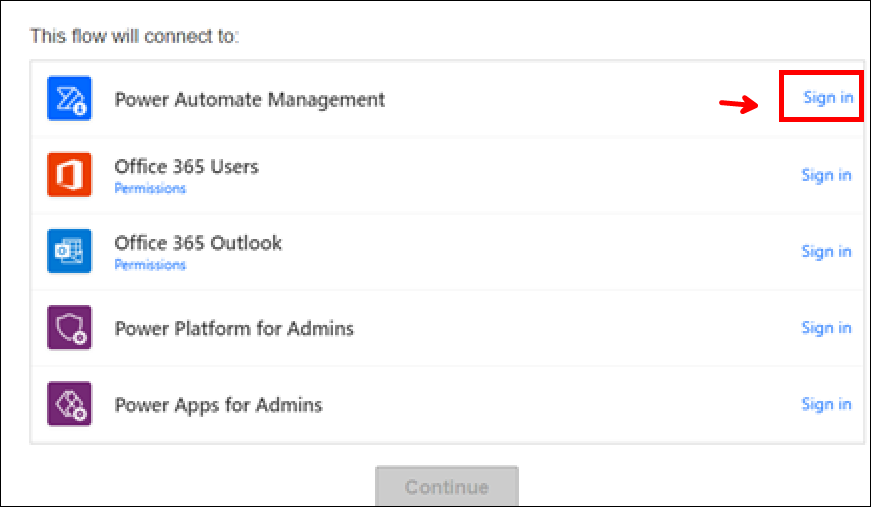 This flow will connect to:
Power Automate Management
Sign in
Office 365 Users
Permissions
Sign in
Office 365 Outlook
Permissions
Sign in
Power Platform for Admins
Sign in
Power Apps for Admins
Sign in
Continue